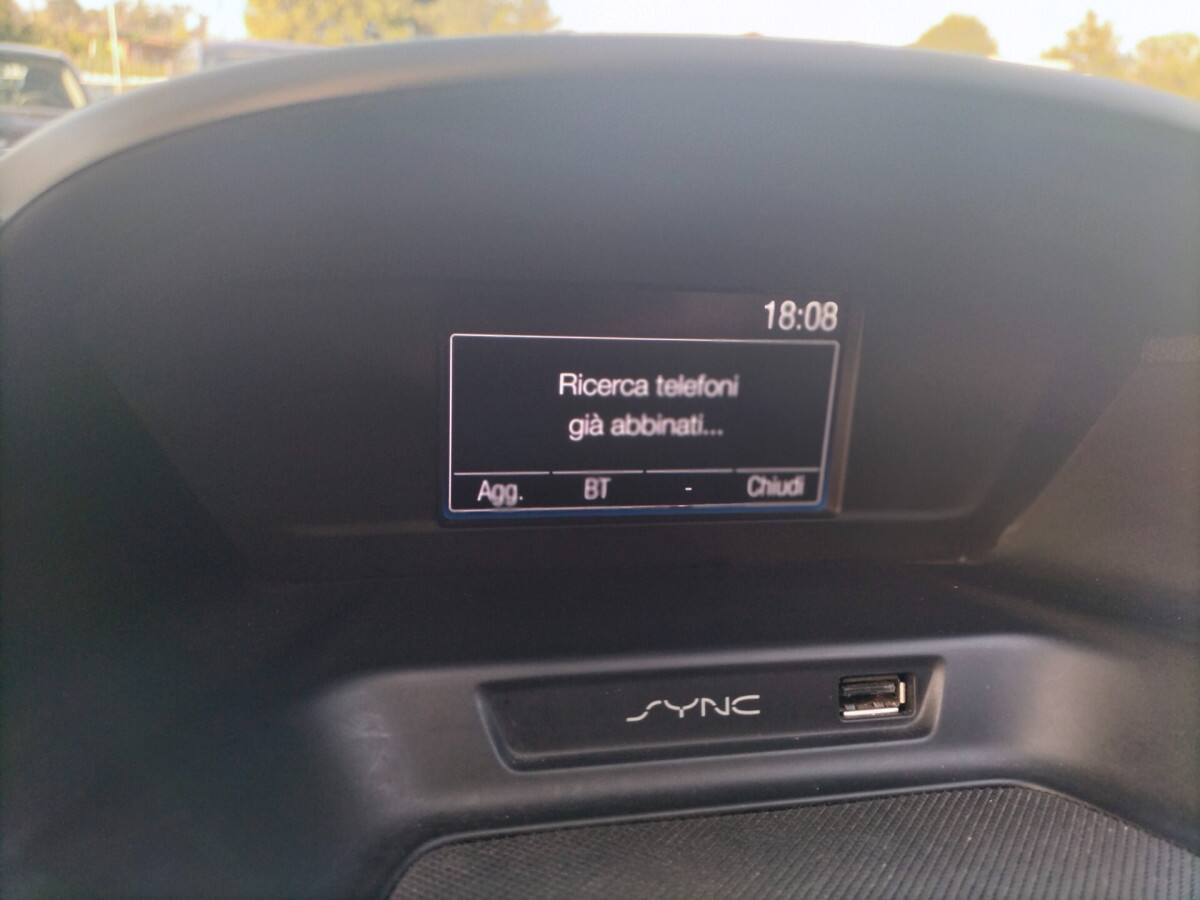 18:08
Ricerca telefoni
già abbinati...
Agg. BT - Chiudi
SYNC